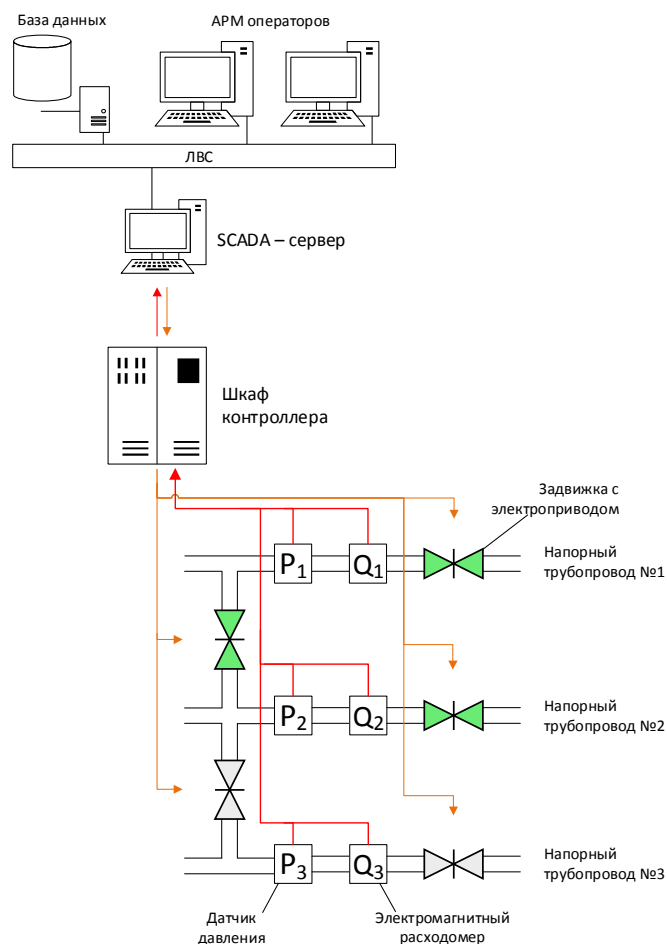 База данных
АРМ операторов
ЛВС
SCADA – сервер
Шкаф
контроллера
Задвижка с
электроприводом
P1
Q1
Напорный
трубопровод №1
P2
Q2
Напорный
трубопровод №2
P3
Q3
Напорный
трубопровод №3
Датчик
давления
Электромагнитный
расходомер